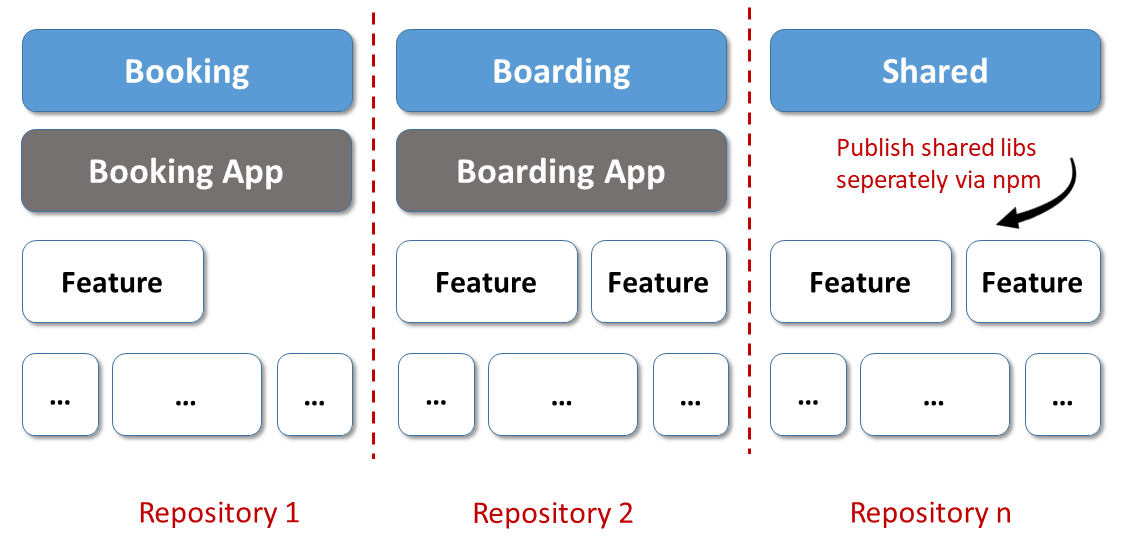 Booking
Boarding
Shared
Booking App
Boarding App
Publish shared libs
seperately via npm
Feature
Feature
Feature
Feature
Feature
...
...
...
...
...
...
...
...
...
Repository 1
Repository 2
Repository n